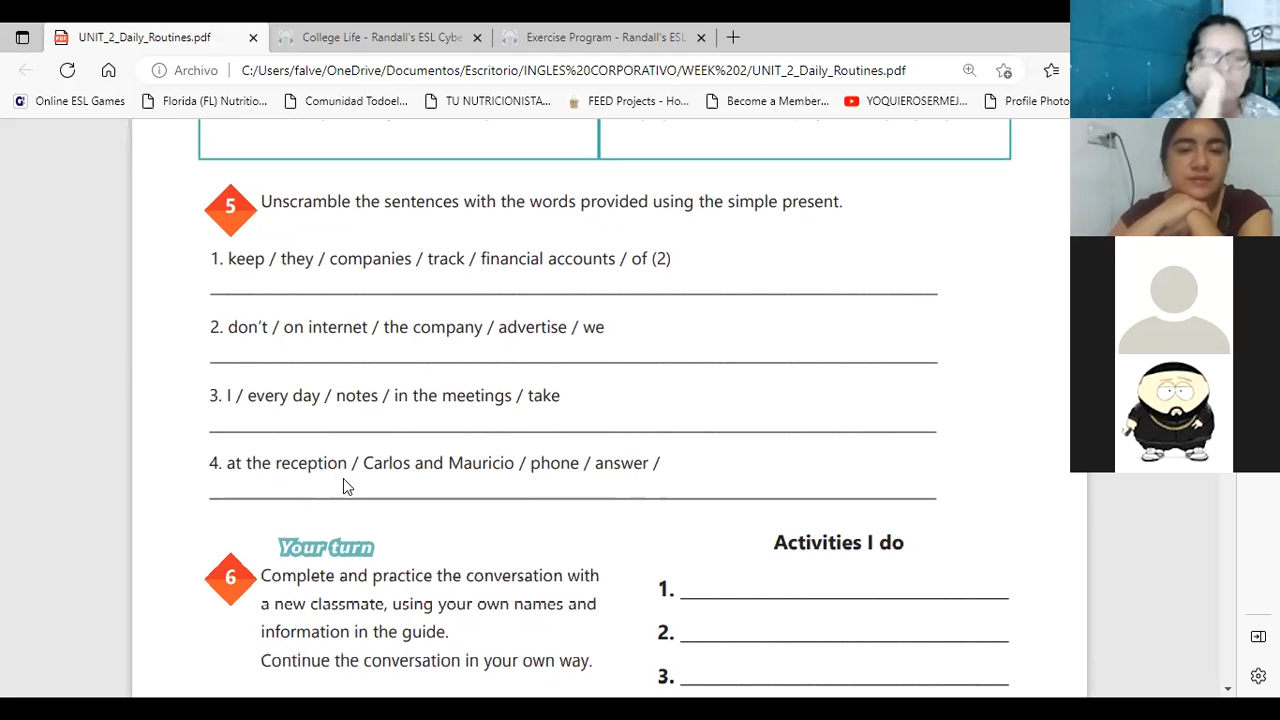 UNIT_2_Daily_Routines.pdf
College Life - Randall's ESL Cybe
Exercise Program - Randall's ESL
Archivo
C:/Users/falve/OneDrive/Documentos/Escritorio/INGLES%20CORPORATIVO/WEEK%202/UNIT_2_Daily_Routines.pdf
Online ESL Games
Florida (FL) Nutritio...
Comunidad Todoel...
TU NUTRICIONISTA...
FEED Projects - Ho...
Become a Member...
YOQUIEROSERMEJ...
Profile Photo
5 Unscramble the sentences with the words provided using the simple present.
1. keep / they / companies / track / financial accounts / of (2)
2. don't / on internet / the company / advertise / we
3. I / every day / notes / in the meetings / take
4. at the reception / Carlos and Mauricio / phone / answer /
Your turn
6 Complete and practice the conversation with
a new classmate, using your own names and
information in the guide.
Continue the conversation in your own way.
Activities I do
1.
2.
3.